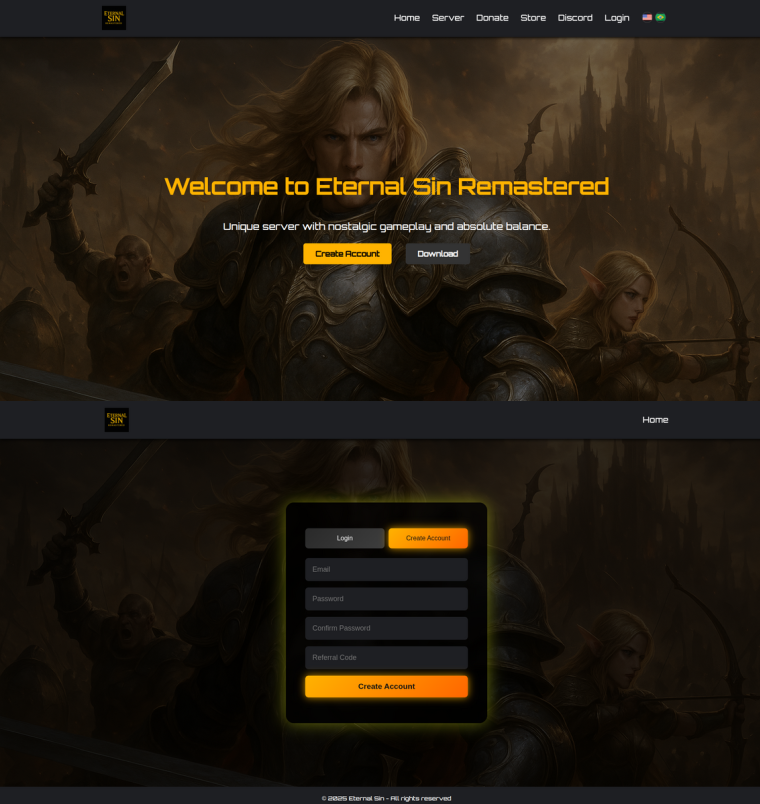 ETERNAL
SIN
Home Server Donate Store Discord Login
Welcome to Eternal Sin Remastered
Unique server with nostalgic gameplay and absolute balance.
Create Account Download
ETERNAL
SIN
Home
Login Create Account
Email
Password
Confirm Password
Referral Code
Create Account
© 2025 Eternal Sin - All rights reserved